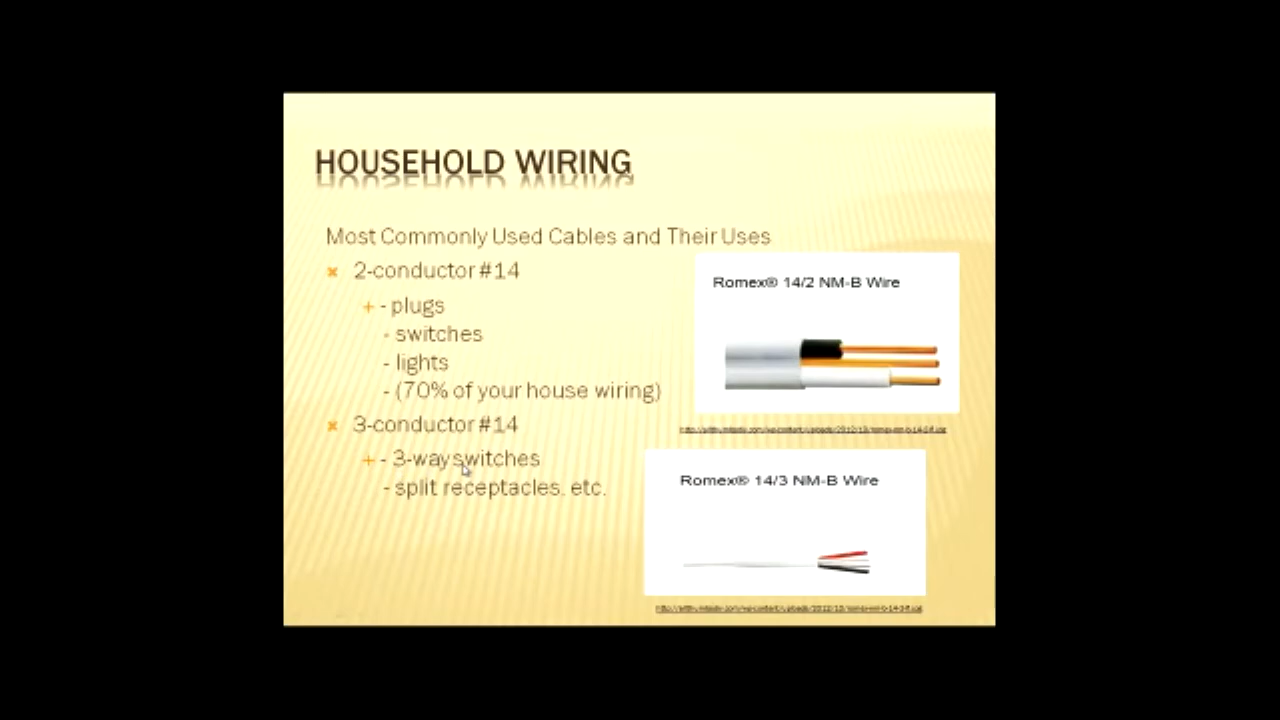 HOUSEHOLD WIRING
Most Commonly Used Cables and Their Uses
2-conductor #14
- plugs
- switches
- lights
- (70% of your house wiring)
3-conductor #14
- 3-way switches
- split receptacles, etc.
Romex® 14/2 NM-B Wire
Romex® 14/3 NM-B Wire